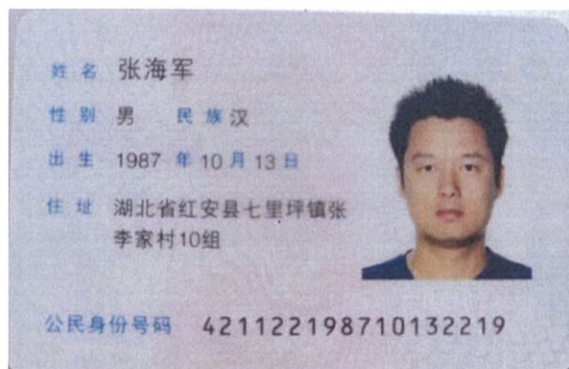 姓名 张海军
性别 男 民族 汉
出生 1987 年 10 月 13 日
住址 湖北省红安县七里坪镇张
李家村10组
公民身份号码 421122198710132219